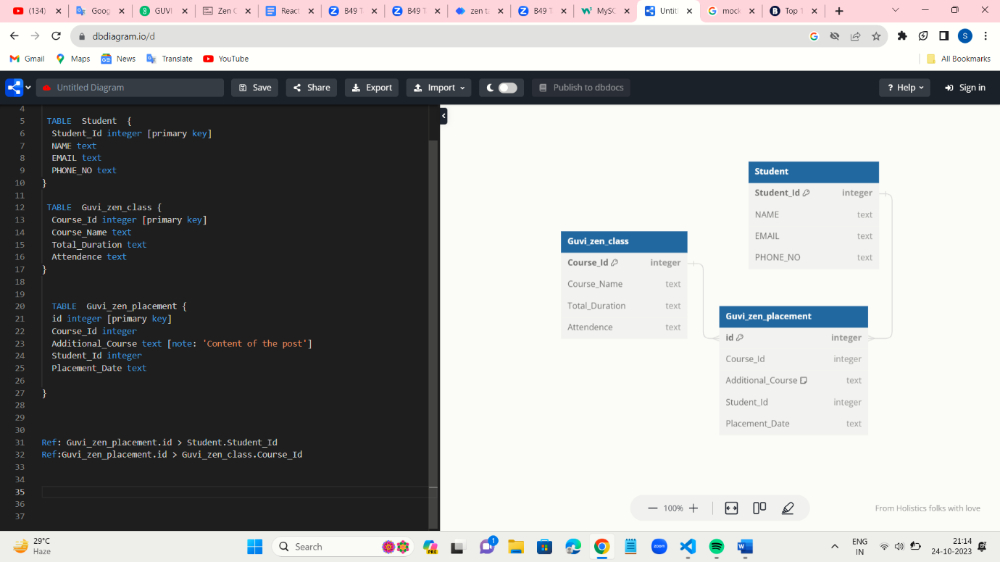 (134) Goog GUVI Zen C React B49 Ta B49 T zen ta B49 T MySC Untitl mock Top 1
dbdiagram.io/d S
Gmail Maps News Translate YouTube All Bookmarks
Untitled Diagram Save Share Export Import Publish to dbdocs ? Help Sign in
4
5 TABLE Student {
6 Student_Id integer [primary key]
7 NAME text
8 EMAIL text
9 PHONE_NO text
10 }
11
12 TABLE Guvi_zen_class {
13 Course_Id integer [primary key]
14 Course_Name text
15 Total_Duration text
16 Attendence text
17 }
18
19
20 TABLE Guvi_zen_placement {
21 id integer [primary key]
22 Course_Id integer
23 Additional_Course text [note: 'Content of the post']
24 Student_Id integer
25 Placement_Date text
26
27 }
28
29
30
31 Ref: Guvi_zen_placement.id > Student.Student_Id
32 Ref:Guvi_zen_placement.id > Guvi_zen_class.Course_Id
33
34
35
36
37
Student
Student_Id integer
NAME text
EMAIL text
PHONE_NO text
Guvi_zen_class
Course_Id integer
Course_Name text
Total_Duration text
Attendence text
Guvi_zen_placement
id integer
Course_Id integer
Additional_Course text
Student_Id integer
Placement_Date text
100%
From Holistics folks with love
29°C
Haze
Search
PRE
1
zoom
ENG
IN
21:14
24-10-2023